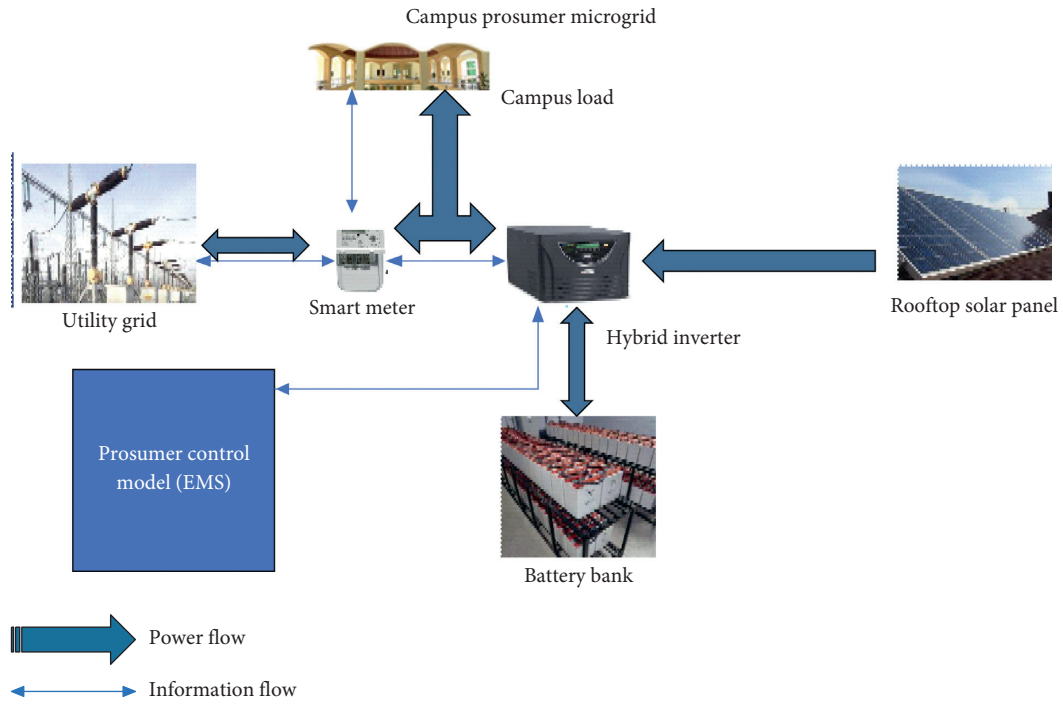 Campus prosumer microgrid
Campus load
Utility grid
Smart meter
Hybrid inverter
Rooftop solar panel
Prosumer control
model (EMS)
Battery bank
Power flow
Information flow